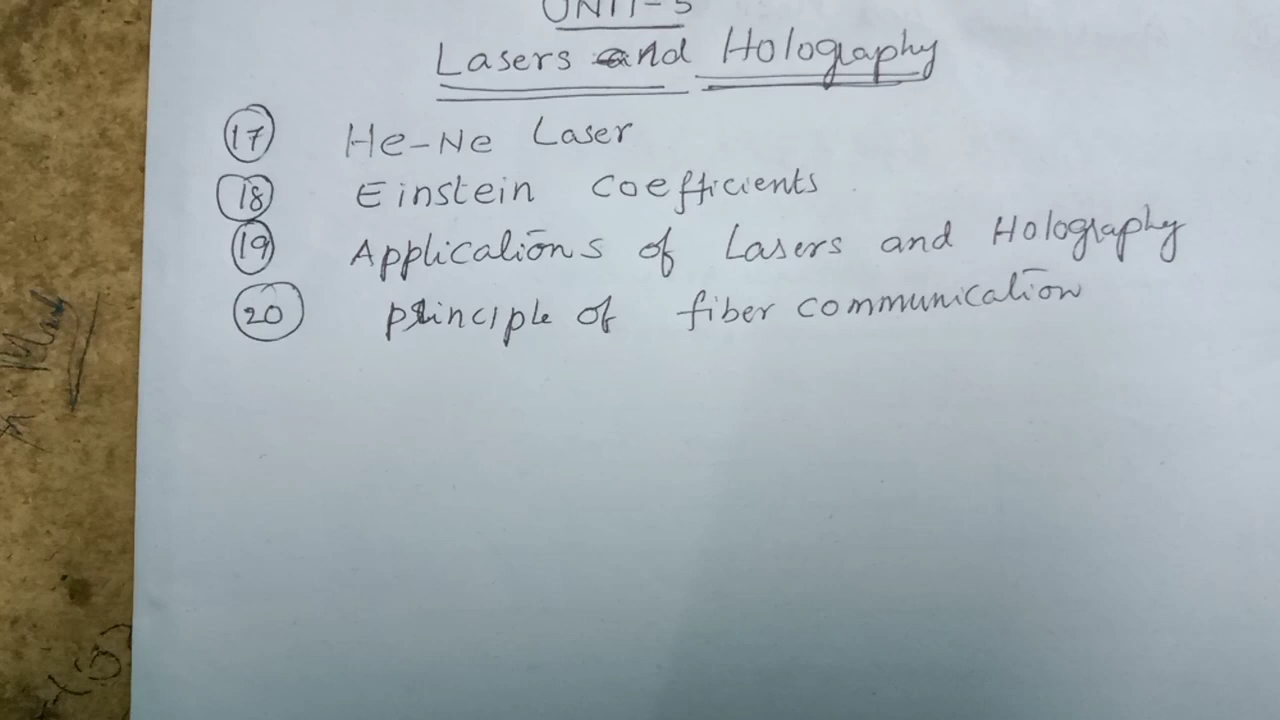 UNIT-5
Lasers and Holography
17 He-Ne Laser
18 Einstein coefficients
19 Applications of Lasers and Holography
20 principle of fiber communication